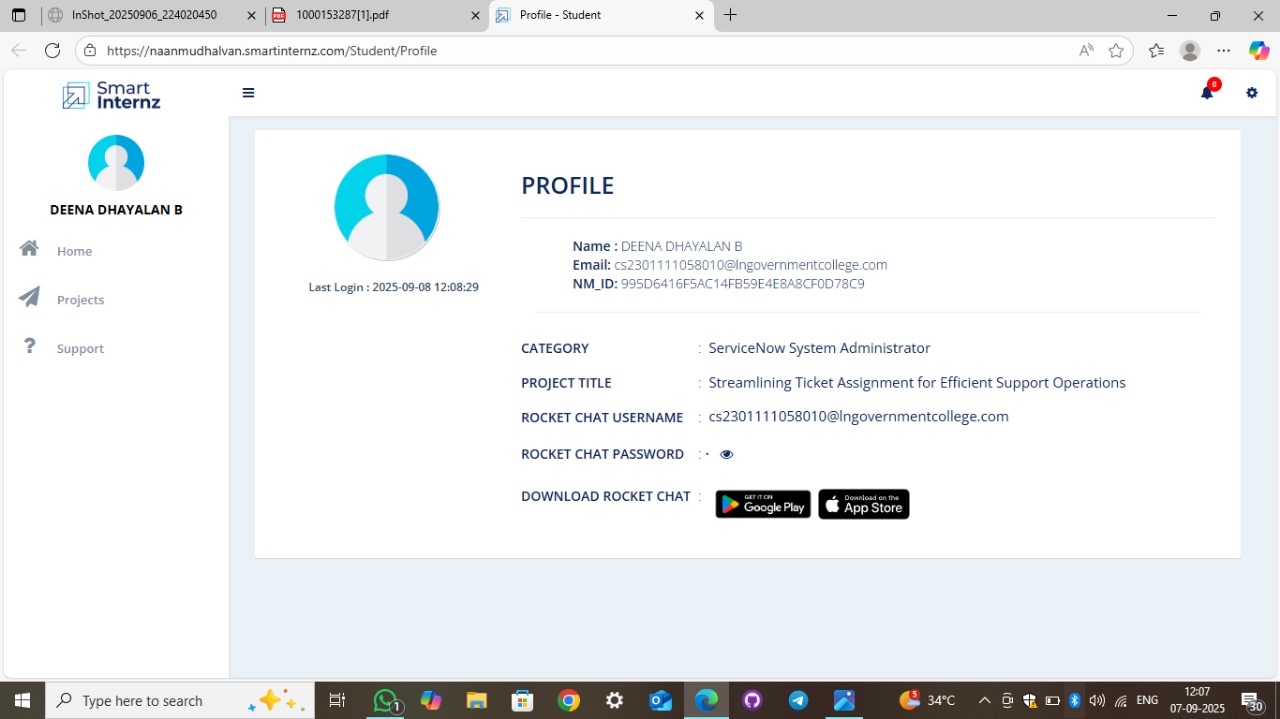 InShot_20250906_224020450
1000153287[1].pdf
Profile - Student
https://naanmudhalvan.smartinternz.com/Student/Profile
Smart
Internz
8
DEENA DHAYALAN B
Home
Projects
Support
Last Login : 2025-09-08 12:08:29
PROFILE
Name : DEENA DHAYALAN B
Email: cs2301111058010@lngovernmentcollege.com
NM_ID: 995D6416F5AC14FB59E4E8A8CF0D78C9
CATEGORY : ServiceNow System Administrator
PROJECT TITLE : Streamlining Ticket Assignment for Efficient Support Operations
ROCKET CHAT USERNAME : cs2301111058010@lngovernmentcollege.com
ROCKET CHAT PASSWORD : ·
DOWNLOAD ROCKET CHAT : GET IT ON Google Play Download on the App Store
Type here to search
1
5
34°C
ENG
12:07
07-09-2025
30